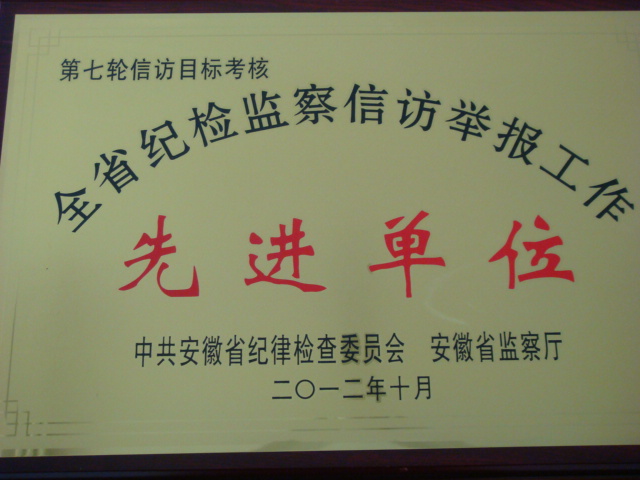 第七轮信访目标考核
全省纪检监察信访举报工作
先进单位
中共安徽省纪律检查委员会 安徽省监察厅
二〇一二年十月